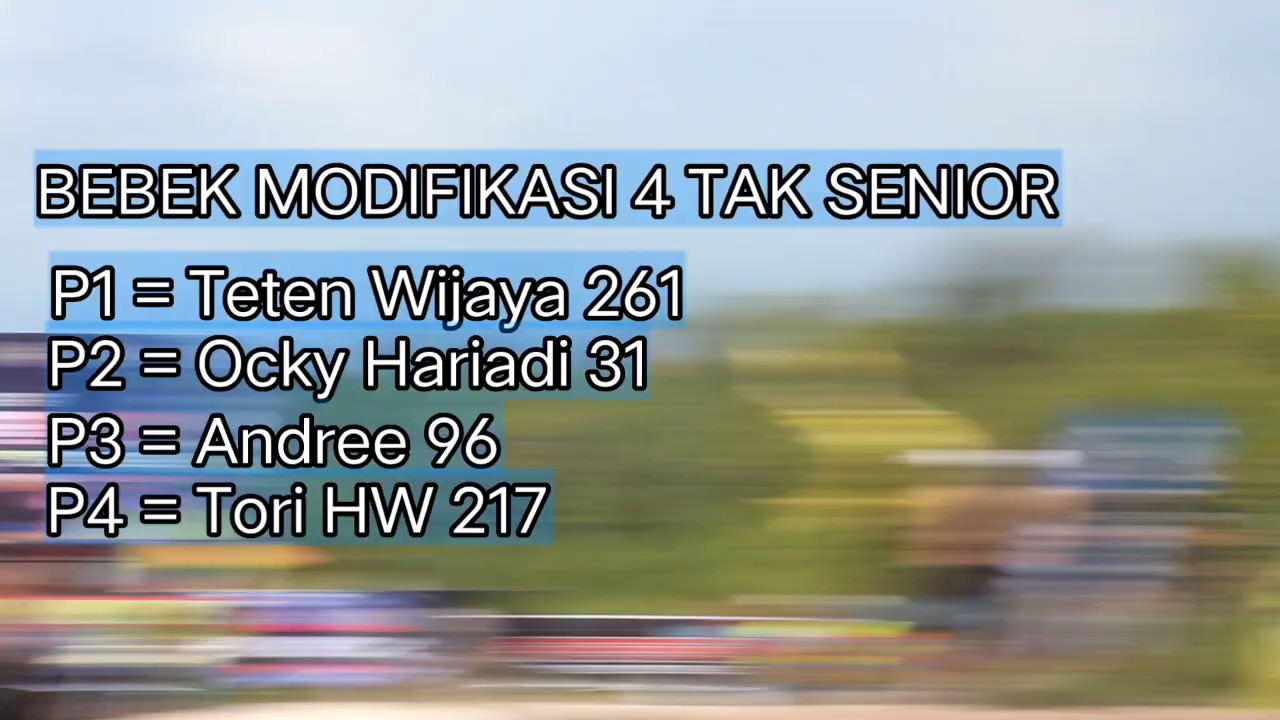 BEBEK MODIFIKASI 4 TAK SENIOR
P1 = Teten Wijaya 261
P2 = Ocky Hariadi 31
P3 = Andree 96
P4 = Tori HW 217